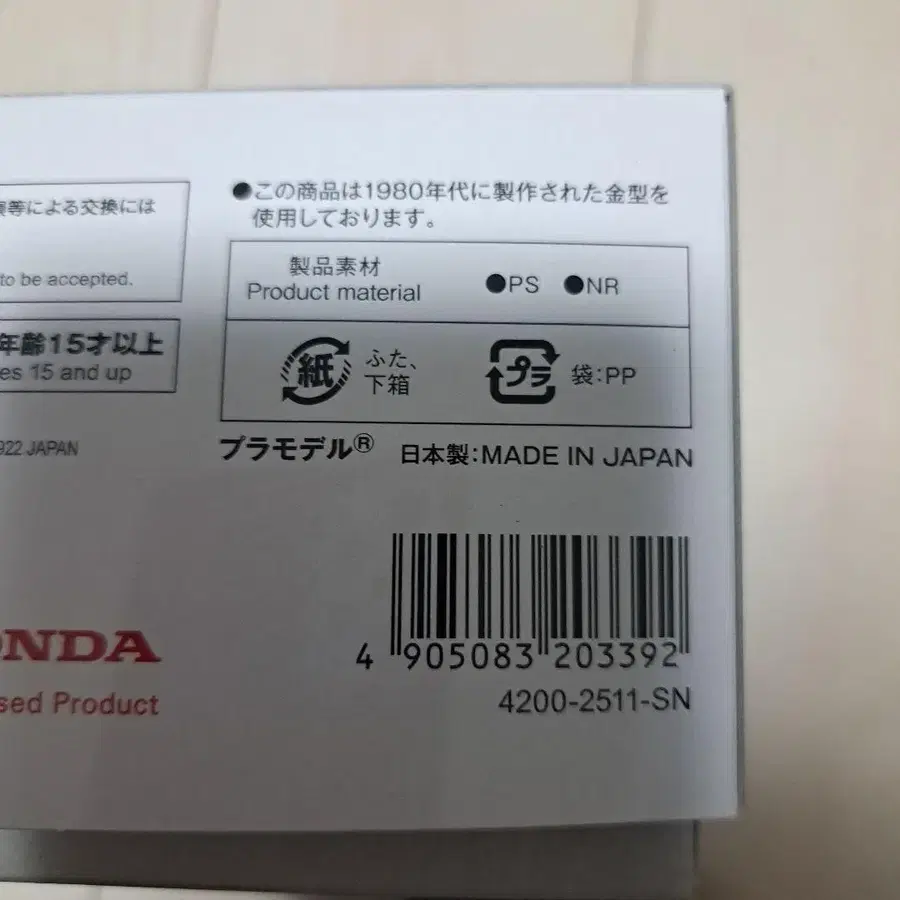 等による交換には
to be accepted.
年齢15才以上
es 15 and up
922 JAPAN
●この商品は1980年代に製作された金型を
使用しております。
製品素材
Product material
●PS ●NR
紙
ふた、
下箱
プラ
袋:PP
プラモデル® 日本製:MADE IN JAPAN
4 905083 203392
4200-2511-SN
ONDA
sed Product